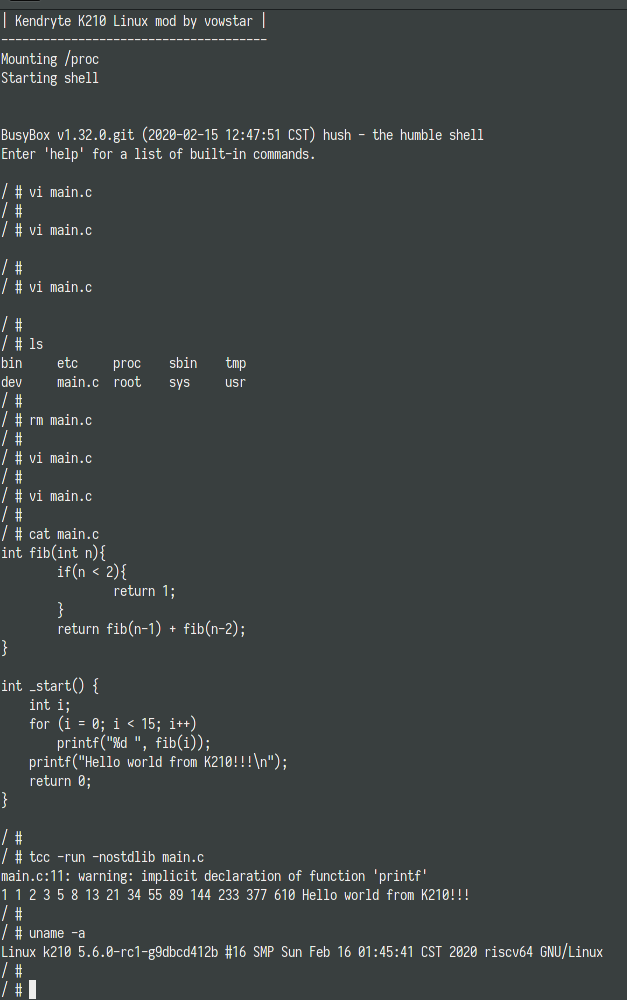 | Kendryte K210 Linux mod by vowstar |
--------------------------------------
Mounting /proc
Starting shell


BusyBox v1.32.0.git (2020-02-15 12:47:51 CST) hush - the humble shell
Enter 'help' for a list of built-in commands.

/ # vi main.c
/ #
/ # vi main.c

/ #
/ # vi main.c

/ #
/ # ls
bin     etc     proc    sbin    tmp
dev     main.c  root    sys     usr
/ #
/ # rm main.c
/ #
/ # vi main.c
/ #
/ # vi main.c
/ #
/ # cat main.c
int fib(int n){
        if(n < 2){
                return 1;
        }
        return fib(n-1) + fib(n-2);
}

int _start() {
    int i;
    for (i = 0; i < 15; i++)
        printf("%d ", fib(i));
    printf("Hello world from K210!!!\n");
    return 0;
}

/ #
/ # tcc -run -nostdlib main.c
main.c:11: warning: implicit declaration of function 'printf'
1 1 2 3 5 8 13 21 34 55 89 144 233 377 610 Hello world from K210!!!
/ #
/ # uname -a
Linux k210 5.6.0-rc1-g9dbcd412b #16 SMP Sun Feb 16 01:45:41 CST 2020 riscv64 GNU/Linux
/ #
/ #